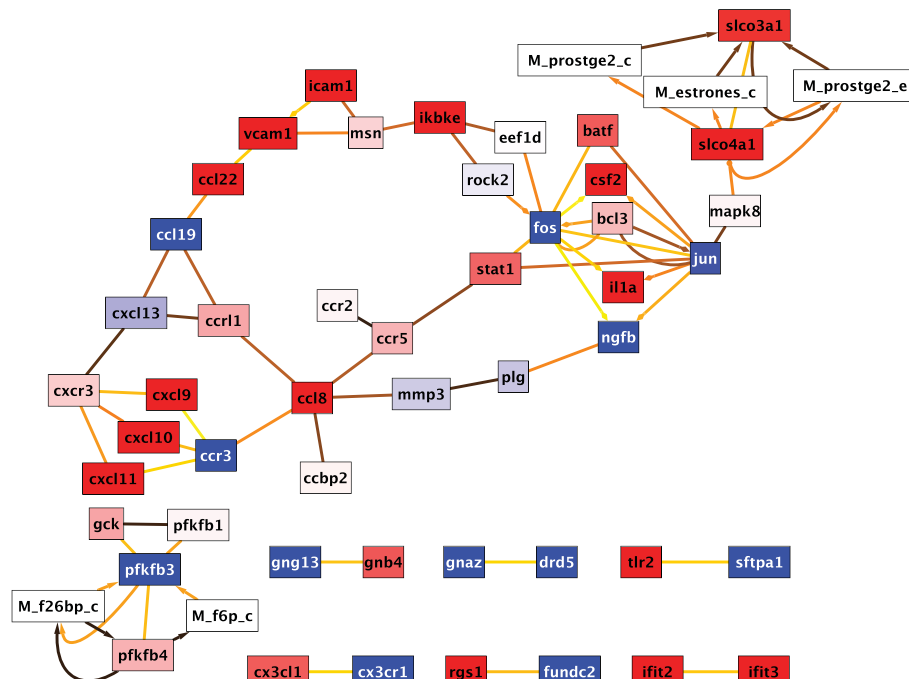 slco3a1
M_prostge2_c
M_estrones_c
M_prostge2_e
icam1
ikbke
batf
vcam1
msn
eef1d
slco4a1
ccl22
rock2
csf2
mapk8
ccl19
fos
bcl3
jun
stat1
il1a
cxcl13
ccrl1
ccr2
ccr5
ngfb
cxcr3
cxcl9
ccl8
mmp3
plg
cxcl10
ccr3
cxcl11
ccbp2
gck
pfkfb1
pfkfb3
gng13
gnb4
gnaz
drd5
tlr2
sftpa1
M_f26bp_c
M_f6p_c
pfkfb4
cx3cl1
cx3cr1
rgs1
fundc2
ifit2
ifit3